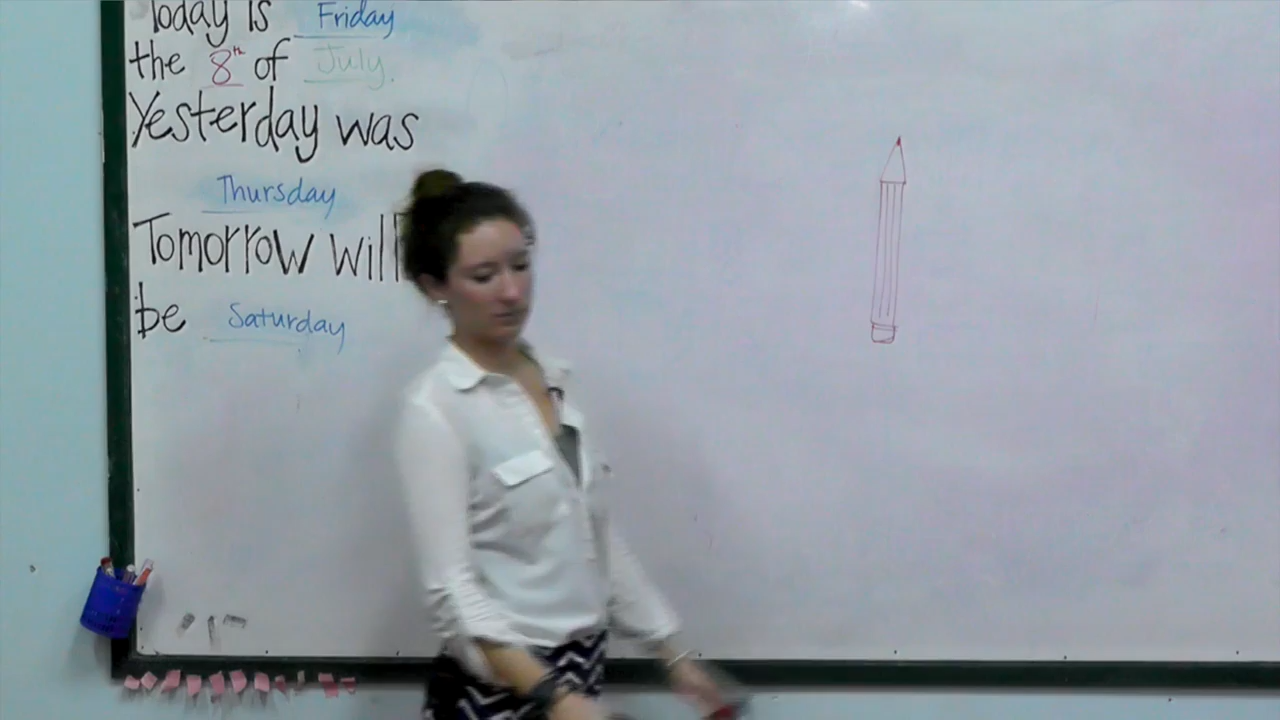 Today is Friday
the 8th of July.
Yesterday was
Thursday
Tomorrow will
be Saturday